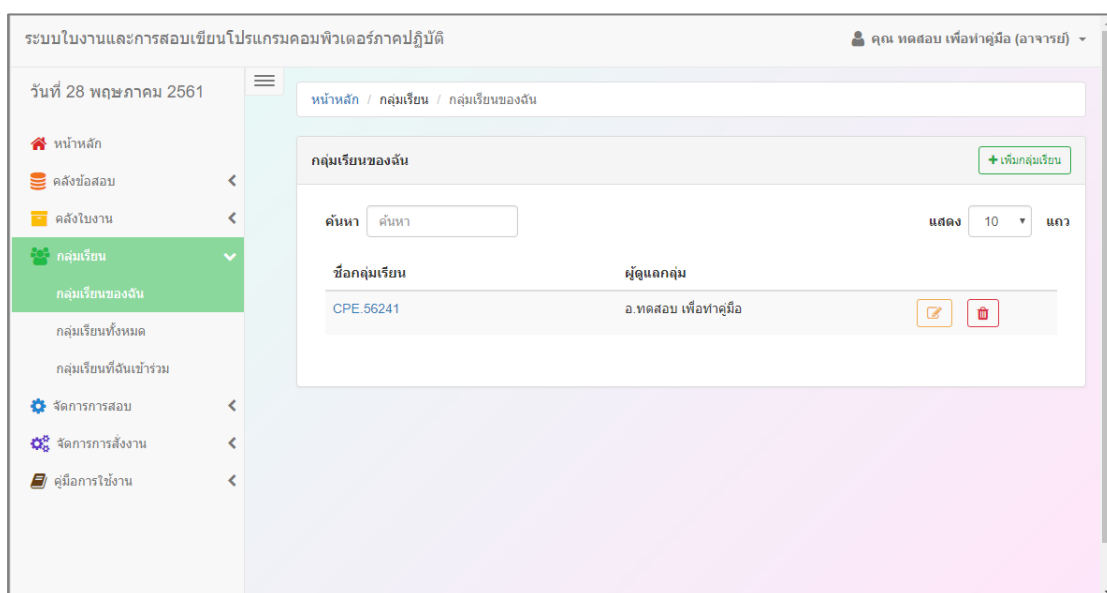 ระบบใบงานและการสอบเขียนโปรแกรมคอมพิวเตอร์ภาคปฏิบัติ
คุณ ทดสอบ เพื่อทำคู่มือ (อาจารย์)
วันที่ 28 พฤษภาคม 2561
หน้าหลัก
คลังข้อสอบ
คลังใบงาน
กลุ่มเรียน
กลุ่มเรียนของฉัน
กลุ่มเรียนทั้งหมด
กลุ่มเรียนที่ฉันเข้าร่วม
จัดการการสอบ
จัดการการสั่งงาน
คู่มือการใช้งาน
หน้าหลัก / กลุ่มเรียน / กลุ่มเรียนของฉัน
กลุ่มเรียนของฉัน
+ เพิ่มกลุ่มเรียน
ค้นหา ค้นหา
แสดง 10 แถว
ชื่อกลุ่มเรียน ผู้ดูแลกลุ่ม
CPE.56241 อ.ทดสอบ เพื่อทำคู่มือ